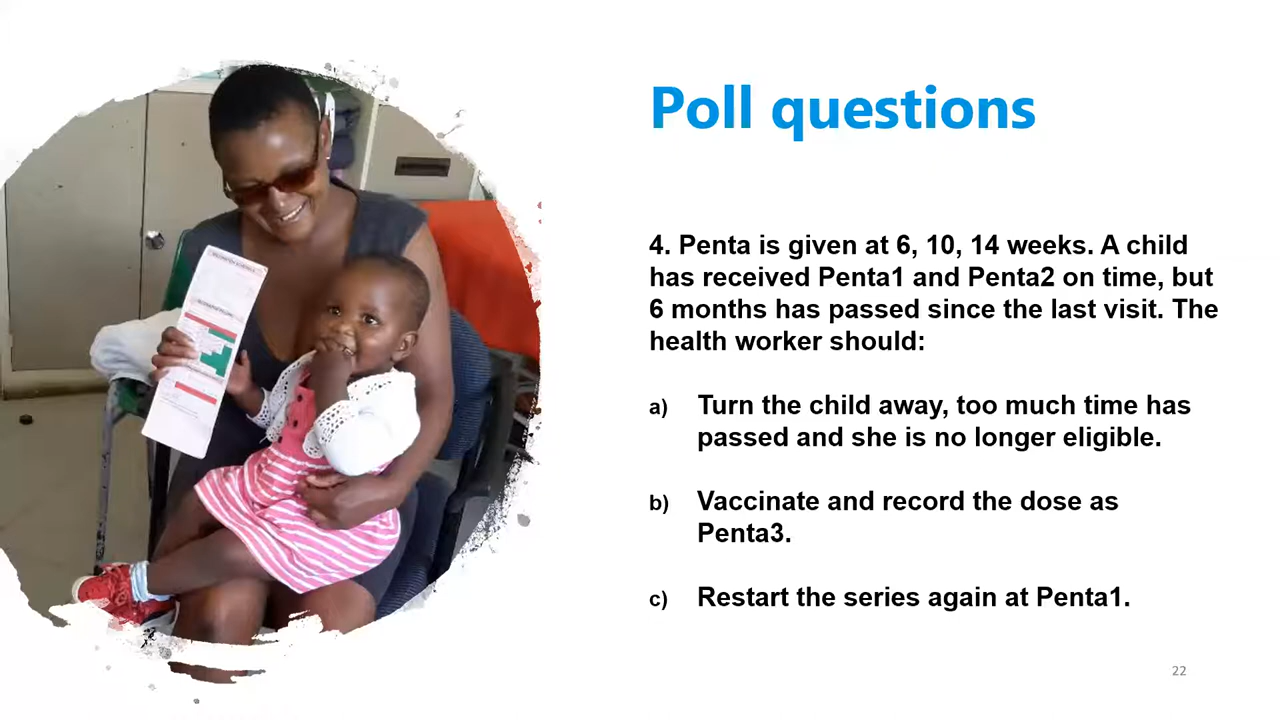 Poll questions
4. Penta is given at 6, 10, 14 weeks. A child
has received Penta1 and Penta2 on time, but
6 months has passed since the last visit. The
health worker should:
a) Turn the child away, too much time has
passed and she is no longer eligible.
b) Vaccinate and record the dose as
Penta3.
c) Restart the series again at Penta1.
22